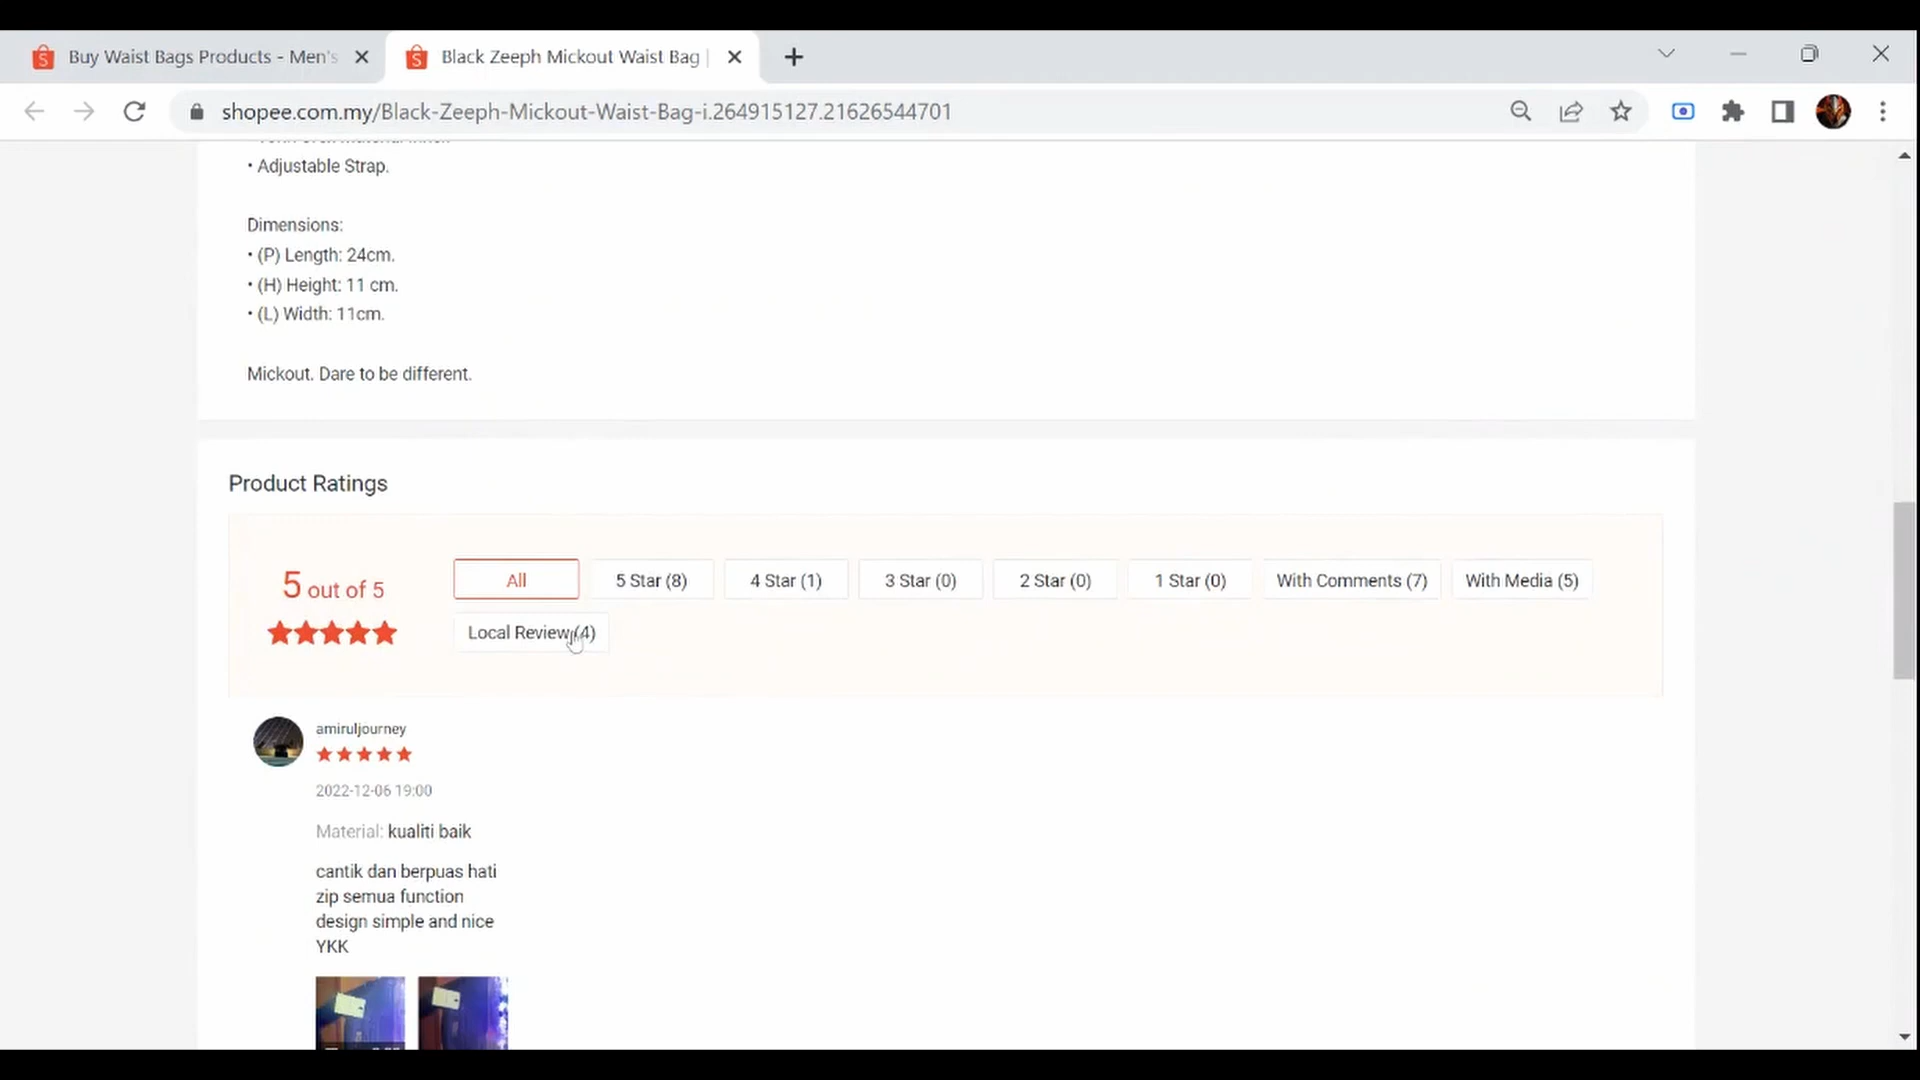 Buy Waist Bags Products - Men's
Black Zeeph Mickout Waist Bag |
shopee.com.my/Black-Zeeph-Mickout-Waist-Bag-i.264915127.21626544701
• Adjustable Strap.
Dimensions:
• (P) Length: 24cm.
• (H) Height: 11 cm.
• (L) Width: 11cm.
Mickout. Dare to be different.
Product Ratings
5 out of 5
All
5 Star (8)
4 Star (1)
3 Star (0)
2 Star (0)
1 Star (0)
With Comments (7)
With Media (5)
Local Review (4)
amiruljourney
2022-12-06 19:00
Material: kualiti baik
cantik dan berpuas hati
zip semua function
design simple and nice
YKK